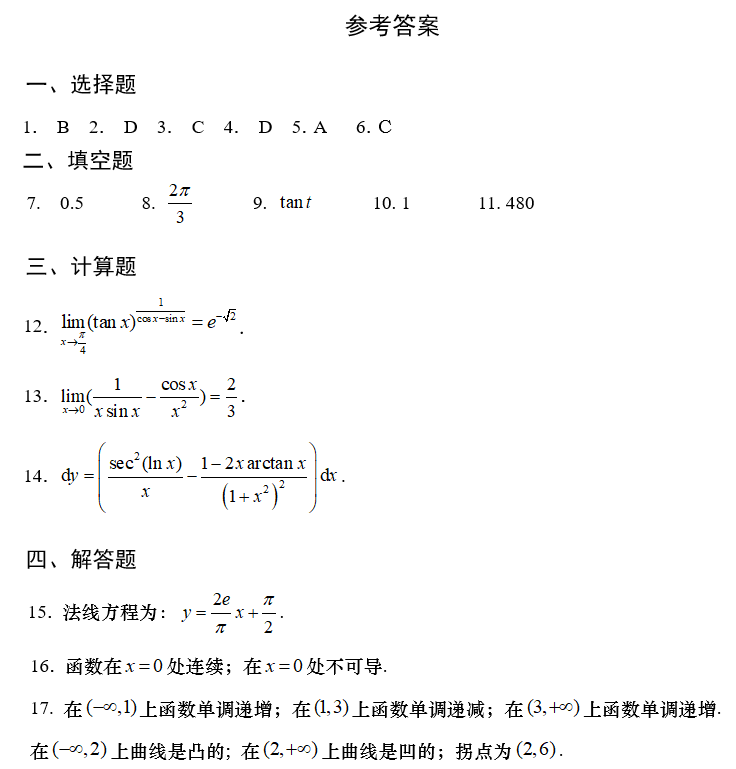 参考答案
一、选择题
1. B 2. D 3. C 4. D 5. A 6. C
二、填空题
7. 0.5 8. $\frac{2\pi}{3}$ 9. $\tan t$ 10. 1 11. 480
三、计算题
12. $\lim_{x\to\frac{\pi}{4}}(\tan x)^{\frac{1}{\cos x-\sin x}}=e^{-\sqrt{2}}$.
13. $\lim_{x\to 0}(\frac{1}{x\sin x}-\frac{\cos x}{x^2})=\frac{2}{3}$.
14. $\mathrm{d}y=\left(\frac{\sec^2(\ln x)}{x}-\frac{1-2x\arctan x}{(1+x^2)^2}\right)\mathrm{d}x$.
四、解答题
15. 法线方程为：$y=\frac{2e}{\pi}x+\frac{\pi}{2}$.
16. 函数在$x=0$处连续；在$x=0$处不可导.
17. 在$(-\infty,1)$上函数单调递增；在$(1,3)$上函数单调递减；在$(3,+\infty)$上函数单调递增.
在$(-\infty,2)$上曲线是凸的; 在$(2,+\infty)$上曲线是凹的；拐点为$(2,6)$.